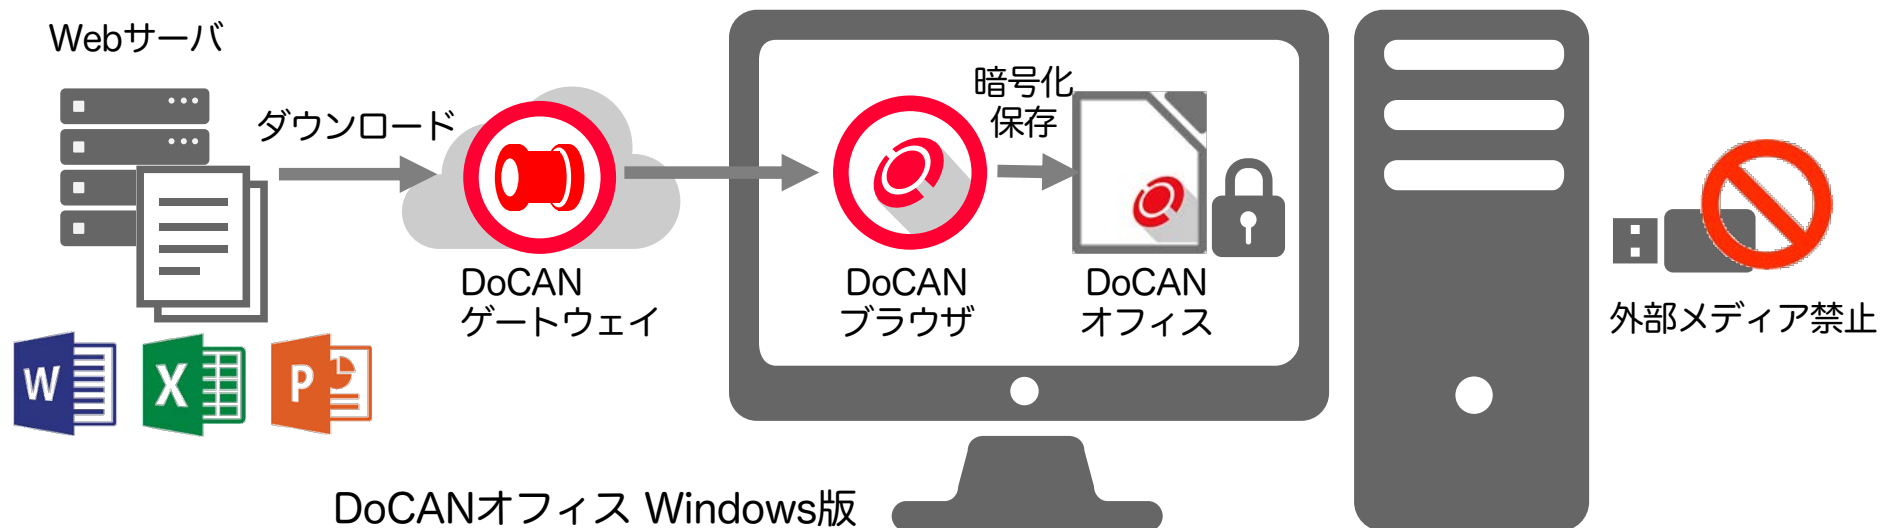 Webサーバ
ダウンロード
暗号化
保存
DoCAN
ゲートウェイ
DoCAN
ブラウザ
DoCAN
オフィス
外部メディア禁止
W
X
P
DoCANオフィス Windows版